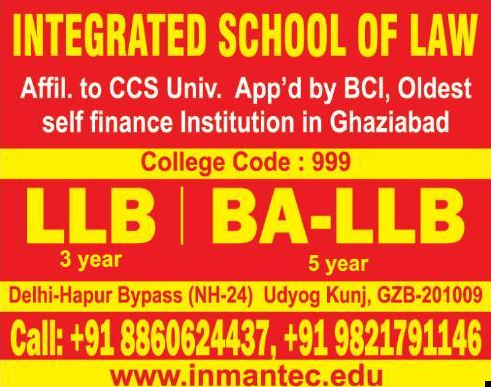 INTEGRATED SCHOOL OF LAW
Affil. to CCS Univ. App'd by BCI, Oldest
self finance Institution in Ghaziabad
College Code : 999
LLB | BA-LLB
3 year 5 year
Delhi-Hapur Bypass (NH-24) Udyog Kunj, GZB-201009
Call: +91 8860624437, +91 9821791146
www.inmantec.edu